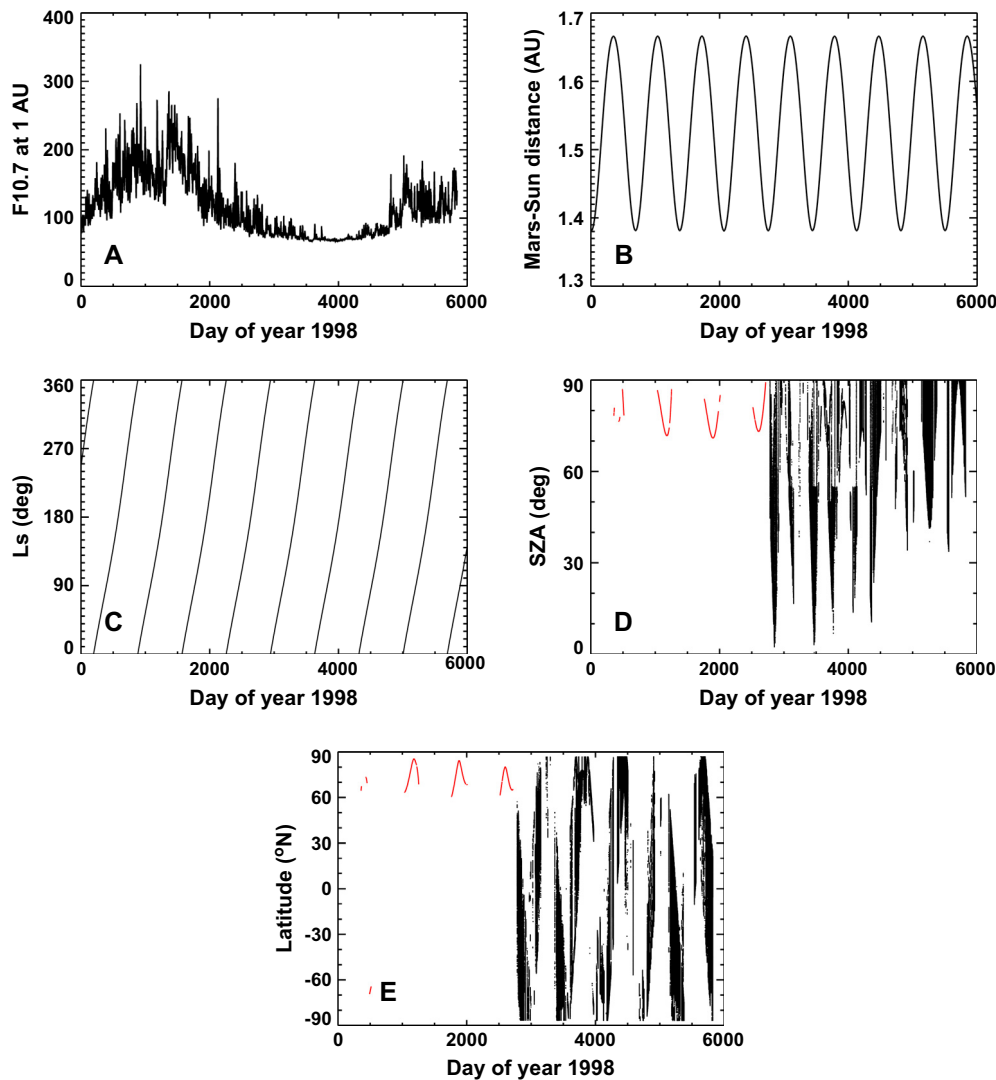 400
300
200
100
0
F10.7 at 1 AU
A
0 2000 4000 6000
Day of year 1998
1.7
1.6
1.5
1.4
1.3
Mars-Sun distance (AU)
B
0 2000 4000 6000
Day of year 1998
360
270
180
90
0
Ls (deg)
C
0 2000 4000 6000
Day of year 1998
90
60
30
0
SZA (deg)
D
0 2000 4000 6000
Day of year 1998
90
60
30
0
-30
-60
-90
Latitude (ºN)
E
0 2000 4000 6000
Day of year 1998